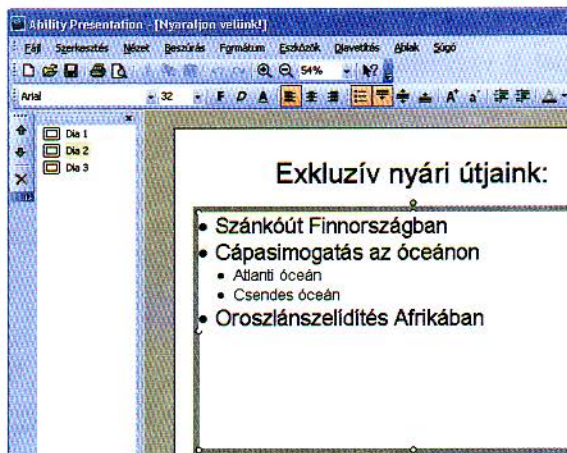 Ability Presentation - [Nyaraljon velünk!]
Fájl Szerkesztés Nézet Beszúrás Formátum Eszközök Diavetítés Ablak Súgó
54%
Arial 32 F D A A a
Dia 1
Dia 2
Dia 3
Exkluzív nyári útjaink:
• Szánkóút Finnországban
• Cápasimogatás az óceánon
• Atlanti óceán
• Csendes óceán
• Oroszlánszelídítés Afrikában